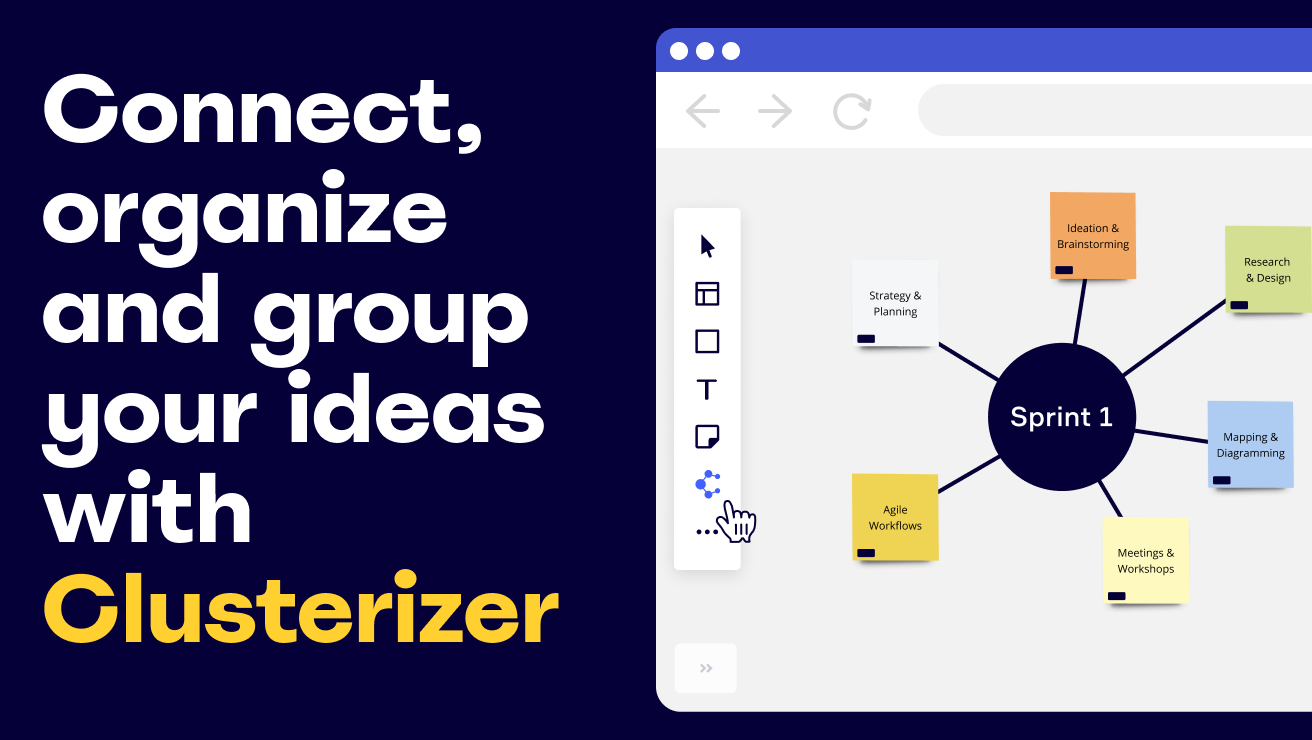 Connect,
organize
and group
your ideas
with
Clusterizer
Ideation &
Brainstorming
Research
& Design
Strategy &
Planning
Sprint 1
Mapping &
Diagramming
Agile
Workflows
Meetings &
Workshops